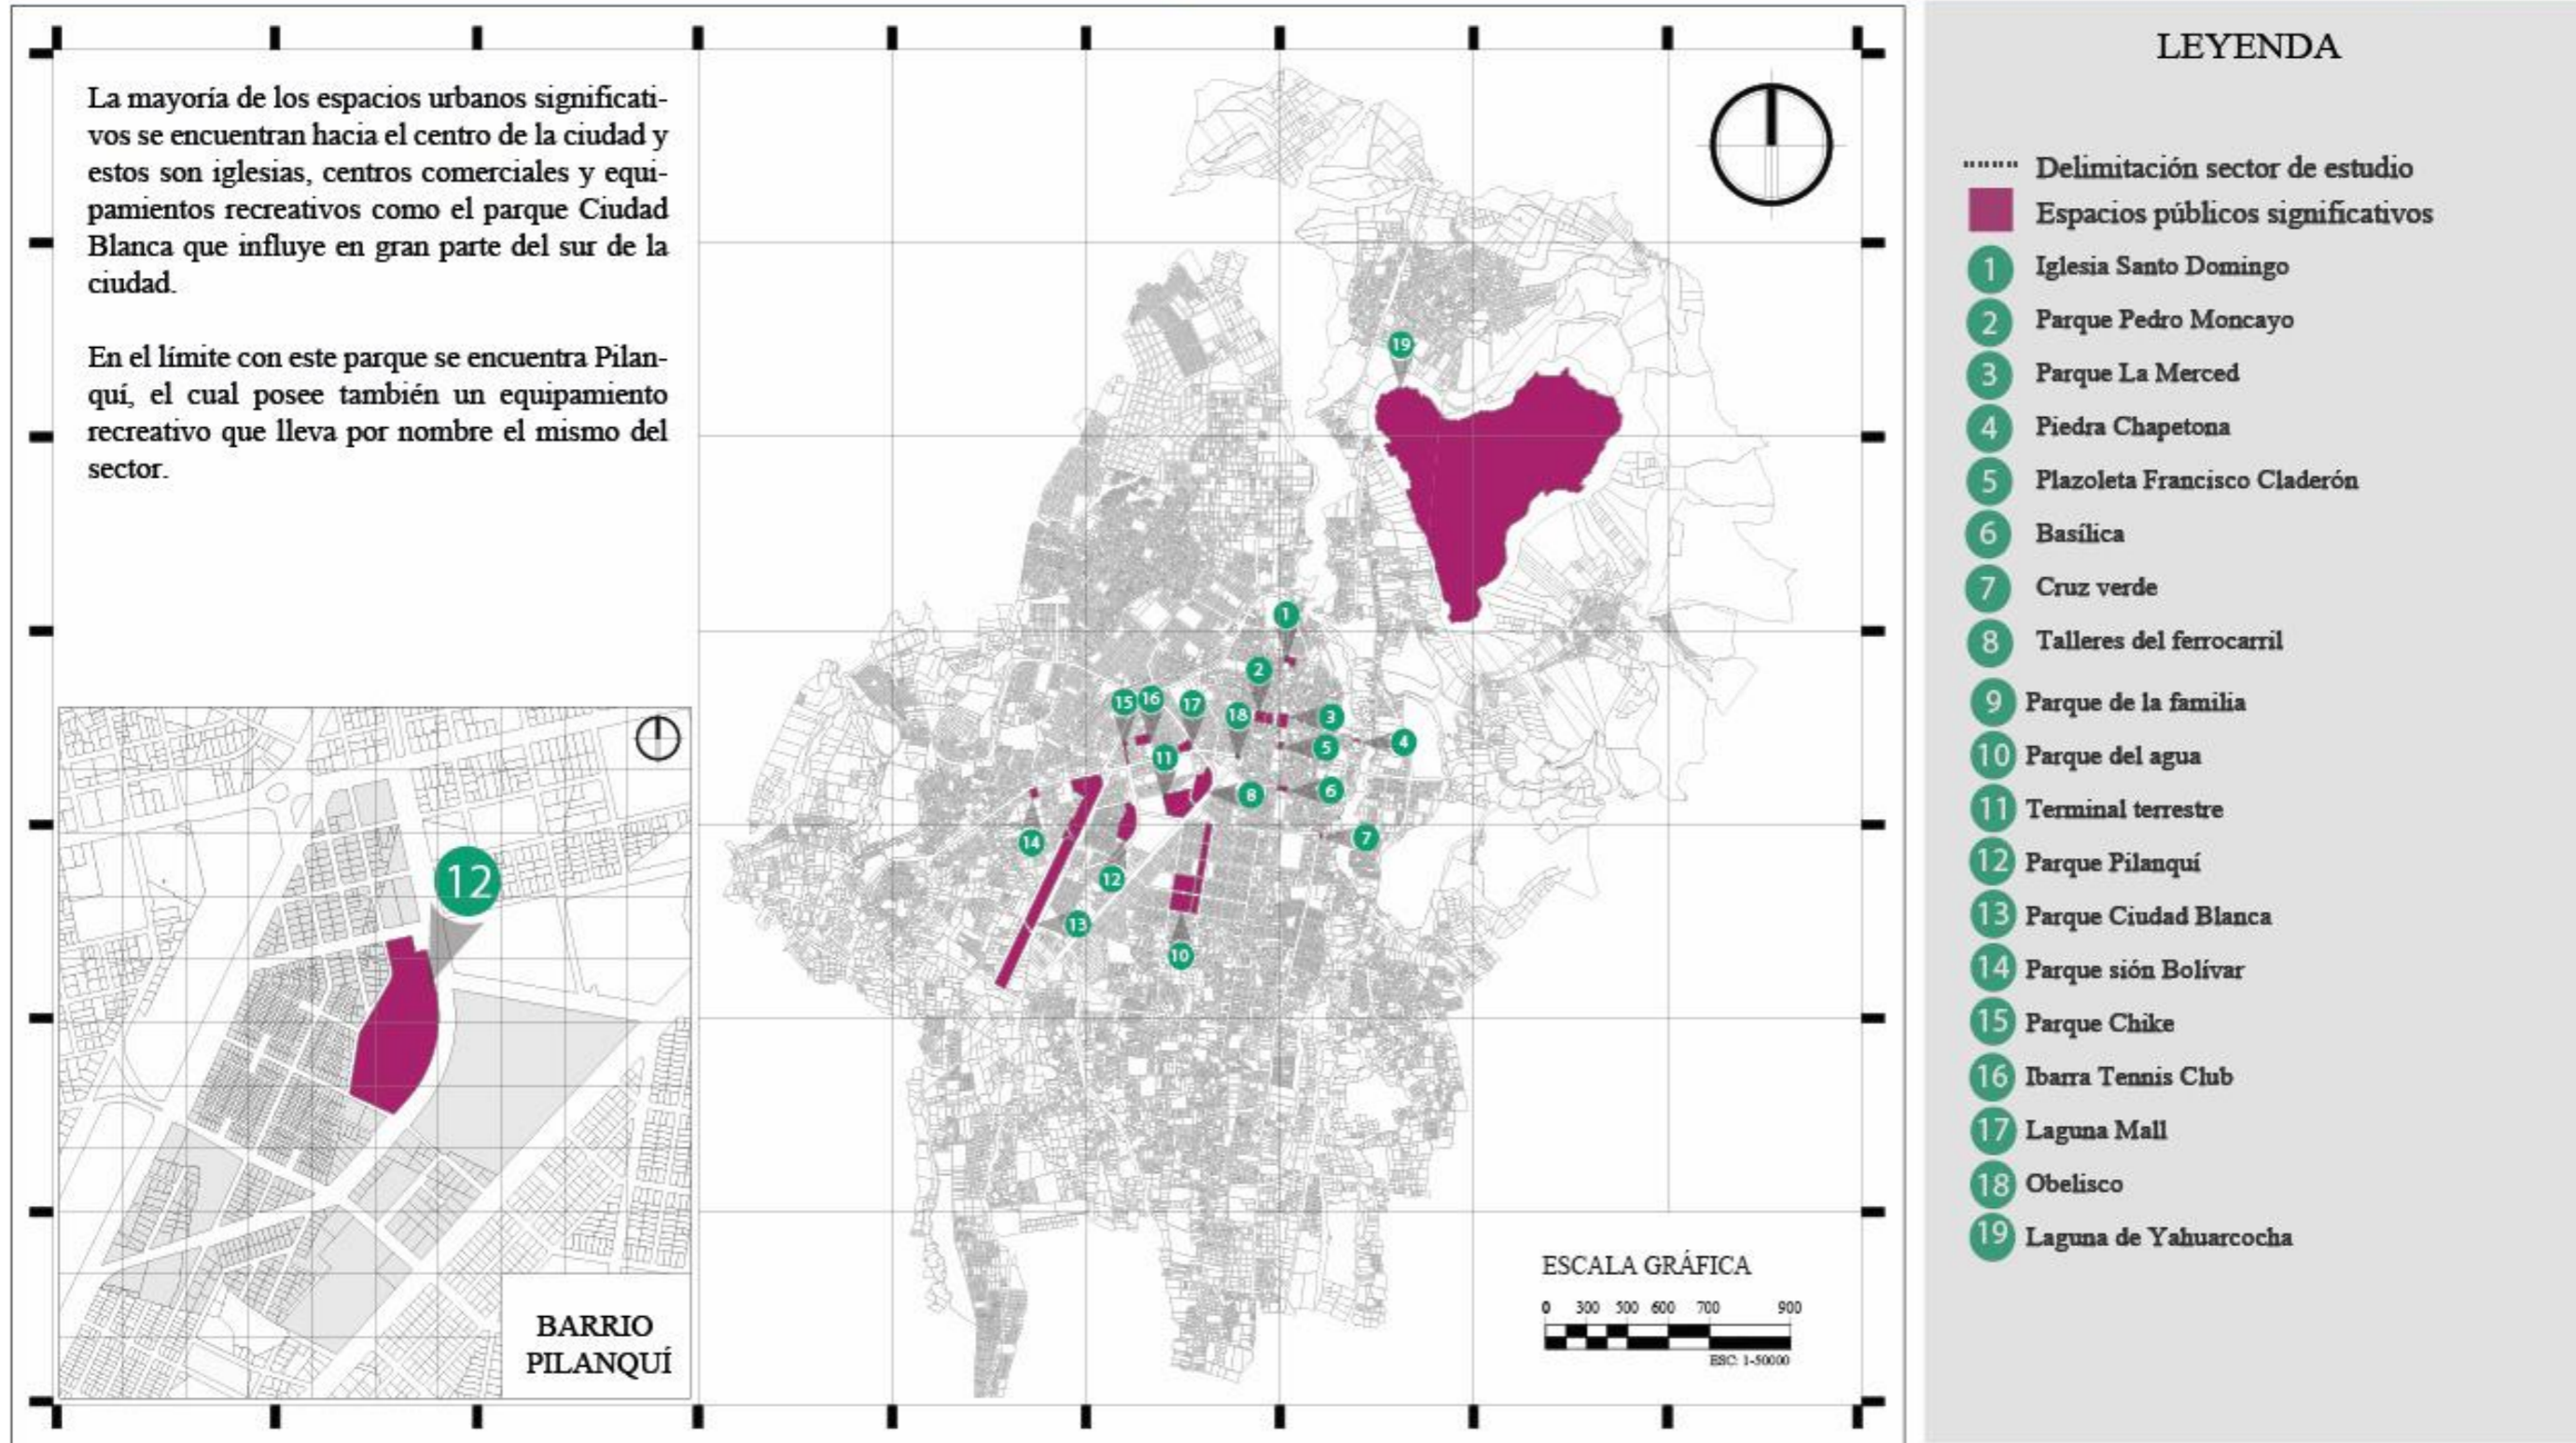 La mayoría de los espacios urbanos significati-
vos se encuentran hacia el centro de la ciudad y
estos son iglesias, centros comerciales y equi-
pamientos recreativos como el parque Ciudad
Blanca que influye en gran parte del sur de la
ciudad.
En el límite con este parque se encuentra Pilan-
quí, el cual posee también un equipamiento
recreativo que lleva por nombre el mismo del
sector.
12
BARRIO
PILANQUÍ
19
1
2
15 16 17
18 3
11 5 4
8 6
14 7
12
13
10
ESCALA GRÁFICA
0 300 500 600 700 900
ESC: 1-50000
LEYENDA
Delimitación sector de estudio
Espacios públicos significativos
1 Iglesia Santo Domingo
2 Parque Pedro Moncayo
3 Parque La Merced
4 Piedra Chapetona
5 Plazoleta Francisco Claderón
6 Basílica
7 Cruz verde
8 Talleres del ferrocarril
9 Parque de la familia
10 Parque del agua
11 Terminal terrestre
12 Parque Pilanquí
13 Parque Ciudad Blanca
14 Parque sión Bolívar
15 Parque Chike
16 Ibarra Tennis Club
17 Laguna Mall
18 Obelisco
19 Laguna de Yahuarcocha